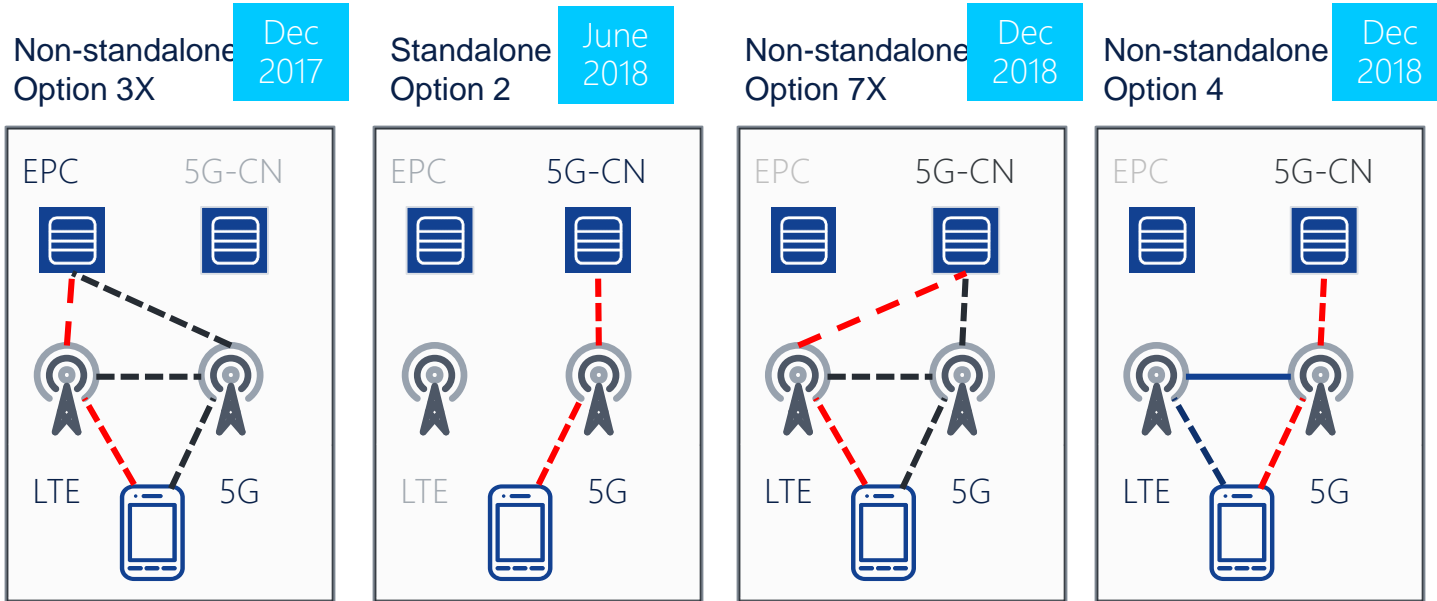 Non-standalone
Option 3X
Dec
2017
Standalone
Option 2
June
2018
Non-standalone
Option 7X
Dec
2018
Non-standalone
Option 4
Dec
2018
EPC
5G-CN
LTE
5G
EPC
5G-CN
LTE
5G
EPC
5G-CN
LTE
5G
EPC
5G-CN
LTE
5G